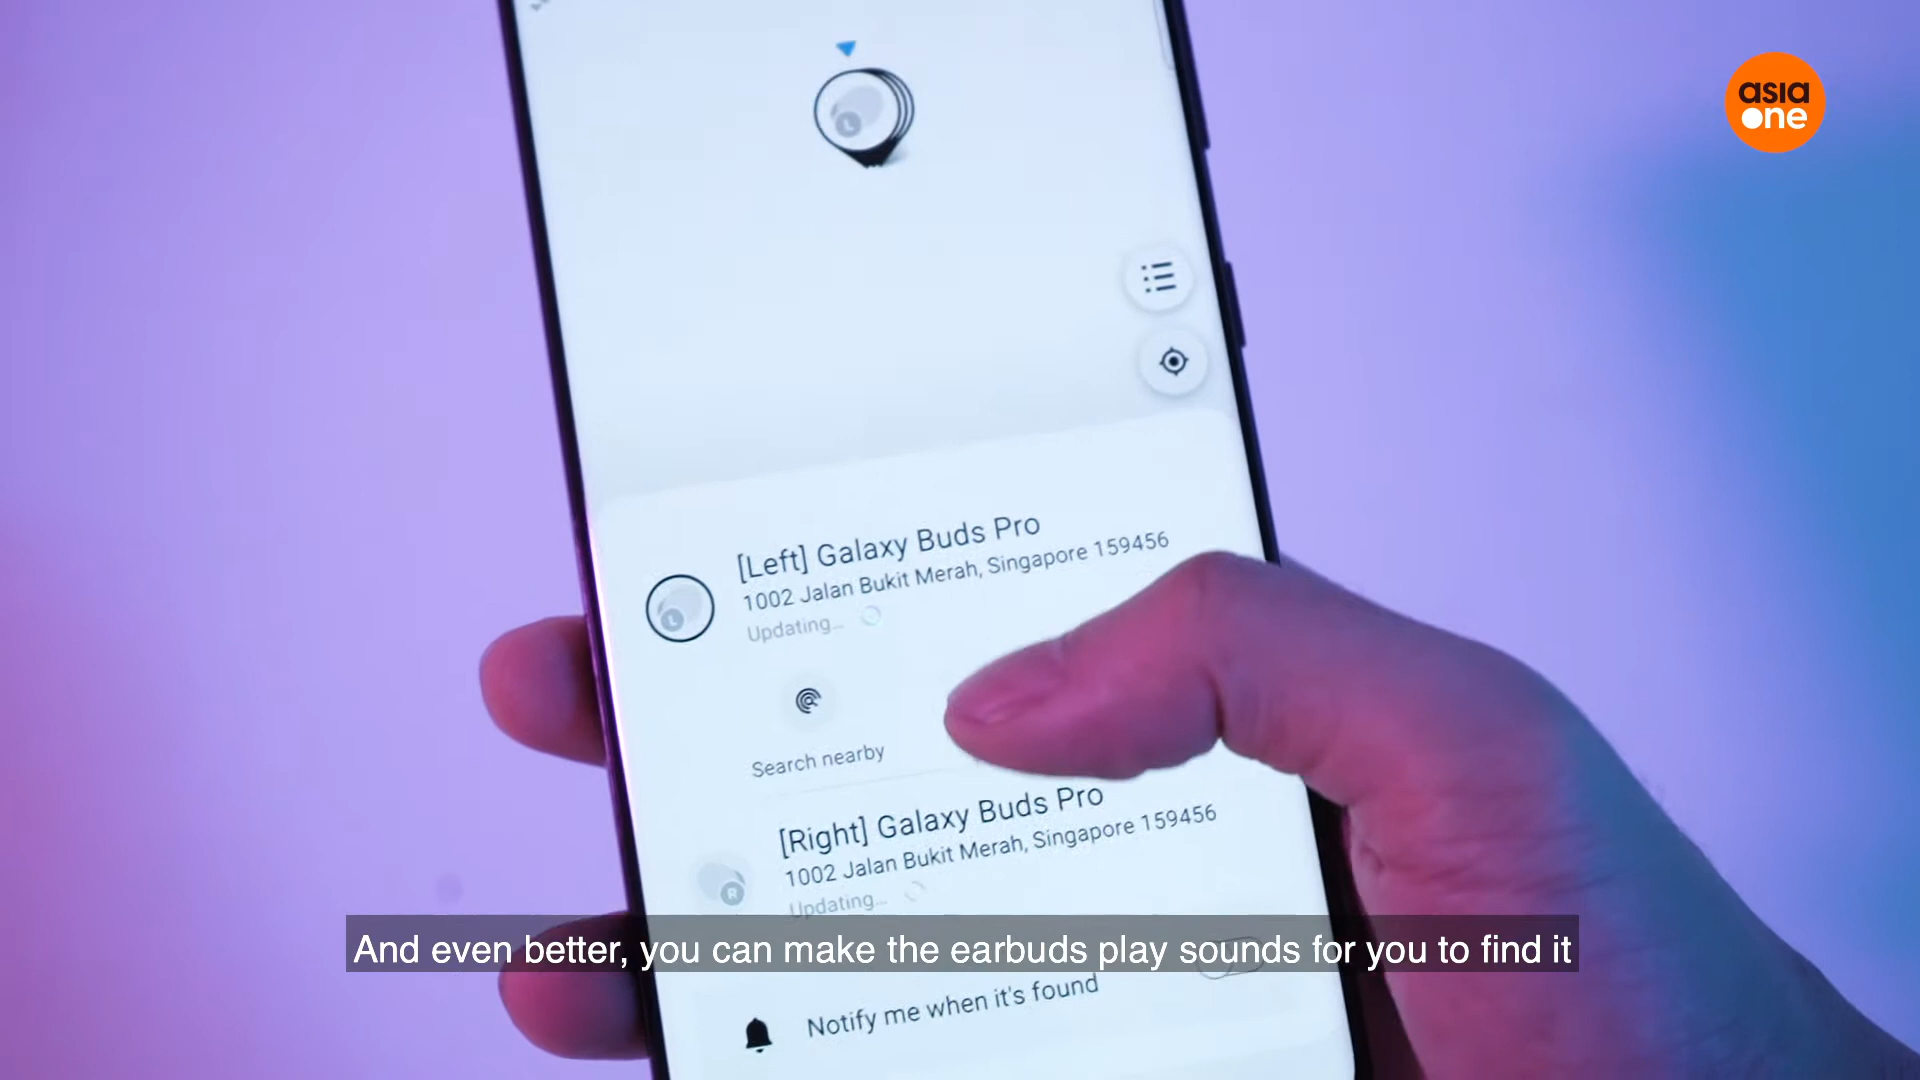 asia
one
L
[Left] Galaxy Buds Pro
1002 Jalan Bukit Merah, Singapore 159456
L
Updating...
Search nearby
[Right] Galaxy Buds Pro
1002 Jalan Bukit Merah, Singapore 159456
R
Updating...
And even better, you can make the earbuds play sounds for you to find it
Notify me when it's found